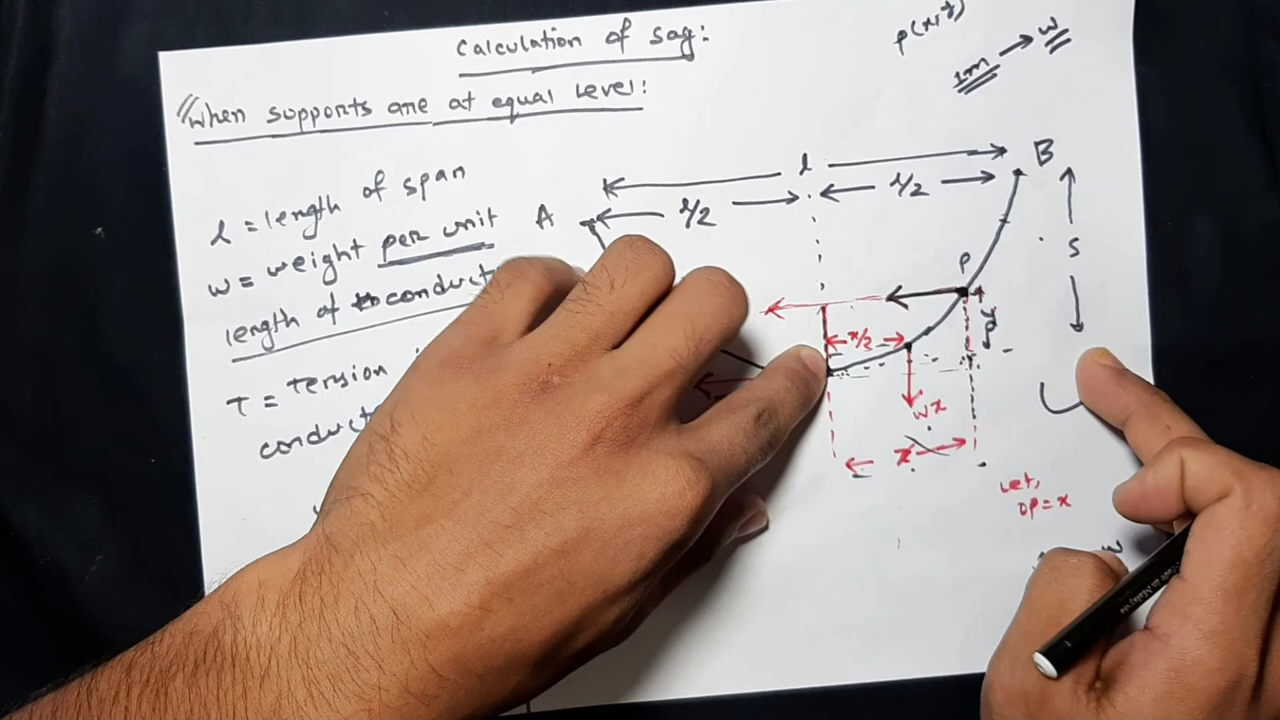 Calculation of sag:
P(x,y)
1m → w
When supports are at equal level:
l = length of span
w = weight per unit
length of conduct
T = tension
conduct
l
B
A
l/2
l/2
S
P
y
x/2
wx
x
Let,
OP = x
w